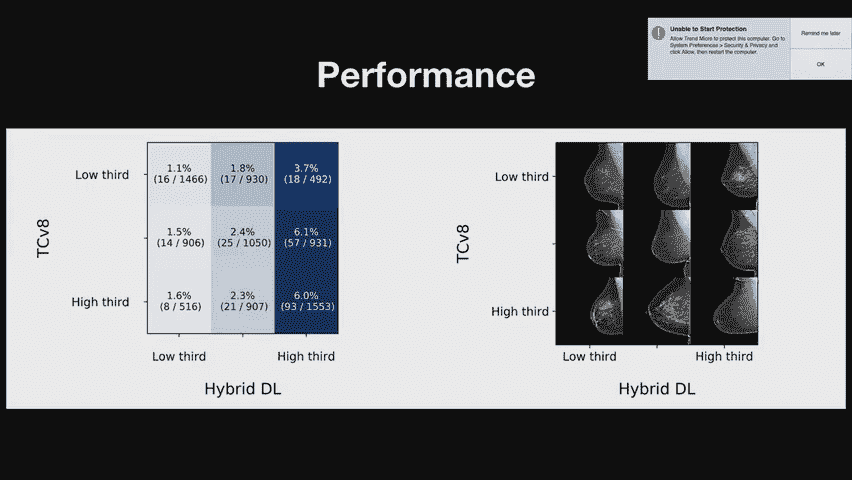 Unable to Start Protection
Allow Trend Micro to protect this computer. Go to
System Preferences > Security & Privacy and
click Allow, then restart the computer.
Remind me later
OK
Performance
TCv8
Low third
High third
1.1%
(16 / 1466)
1.8%
(17 / 930)
3.7%
(18 / 492)
1.5%
(14 / 906)
2.4%
(25 / 1050)
6.1%
(57 / 931)
1.6%
(8 / 516)
2.3%
(21 / 907)
6.0%
(93 / 1553)
Low third
High third
Hybrid DL
TCv8
Low third
High third
Low third
High third
Hybrid DL